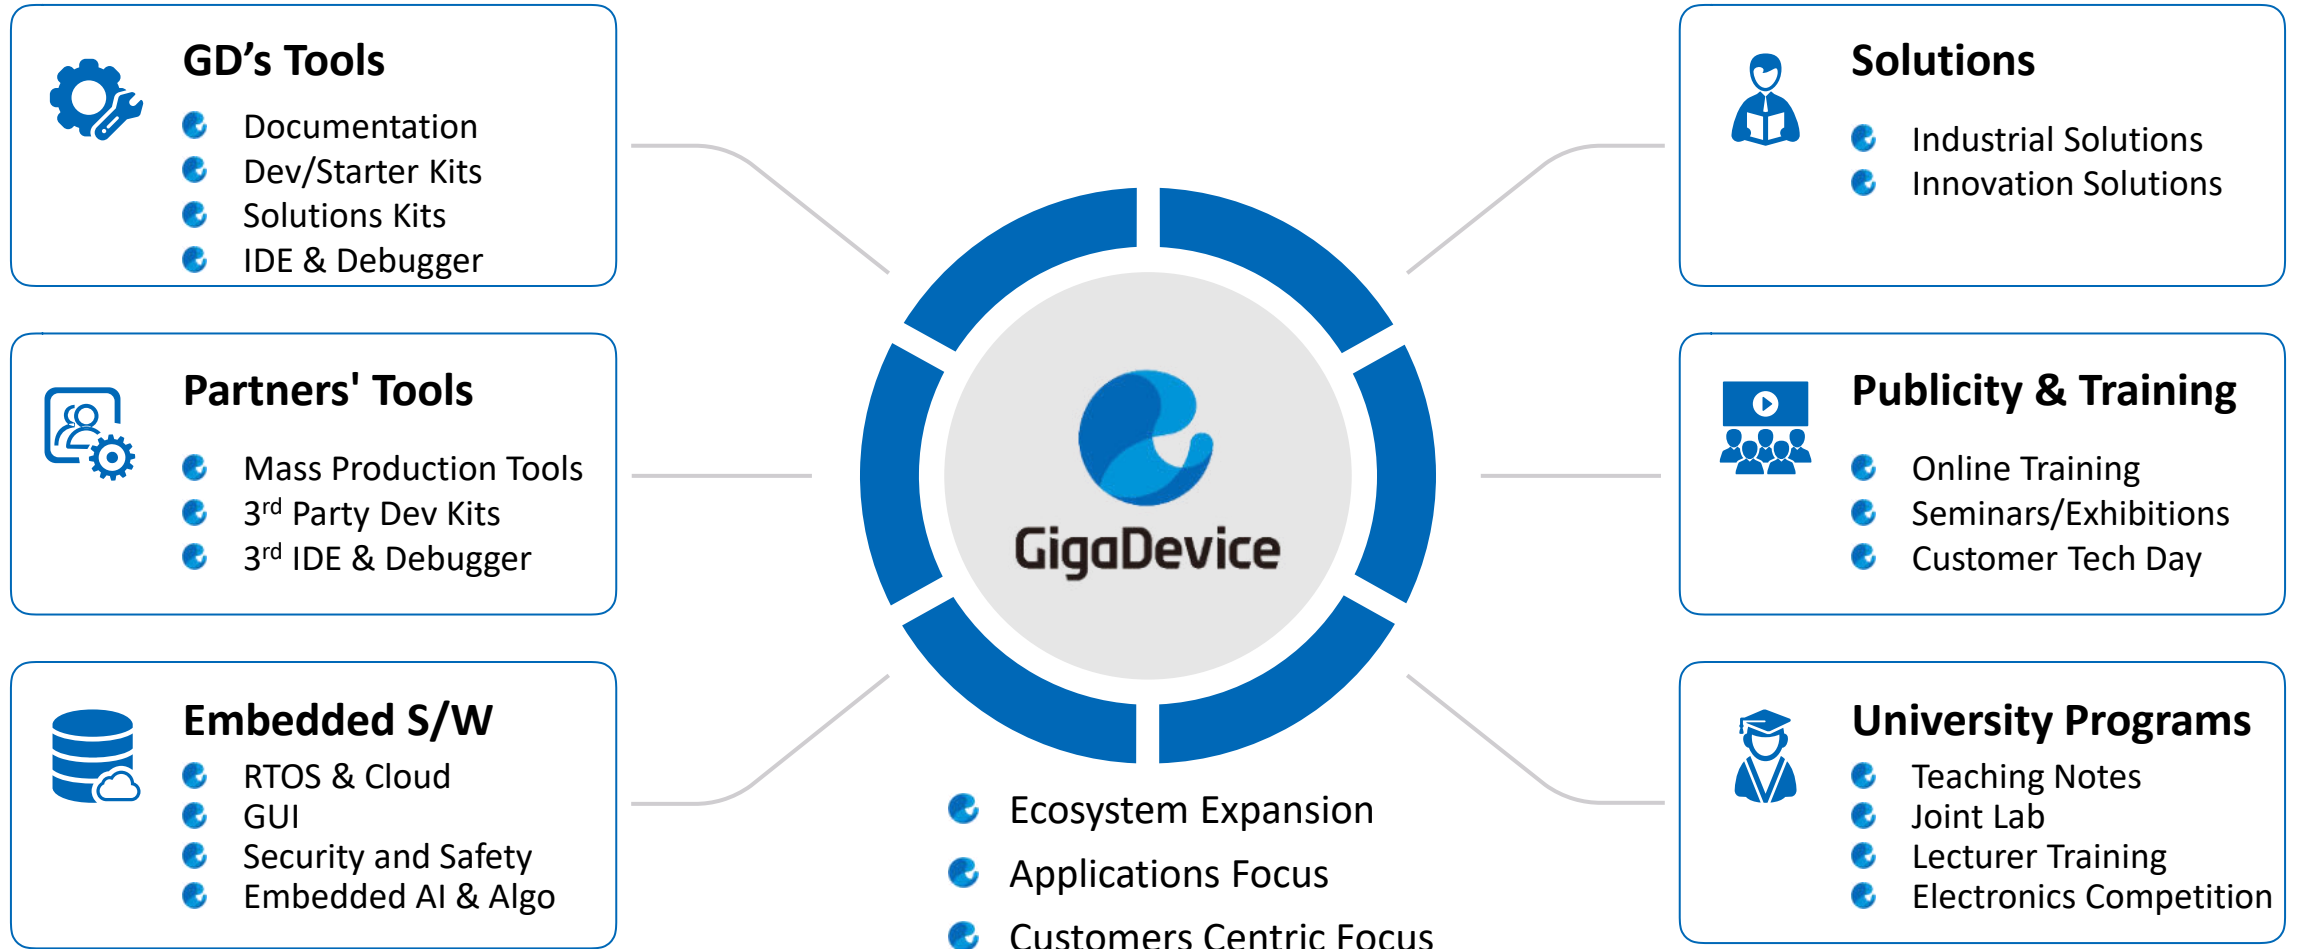 GD’s Tools
Documentation
Dev/Starter Kits
Solutions Kits
IDE & Debugger
Partners' Tools
Mass Production Tools
3rd Party Dev Kits
3rd IDE & Debugger
Embedded S/W
RTOS & Cloud
GUI
Security and Safety
Embedded AI & Algo
GigaDevice
Ecosystem Expansion
Applications Focus
Customers Centric Focus
Solutions
Industrial Solutions
Innovation Solutions
Publicity & Training
Online Training
Seminars/Exhibitions
Customer Tech Day
University Programs
Teaching Notes
Joint Lab
Lecturer Training
Electronics Competition